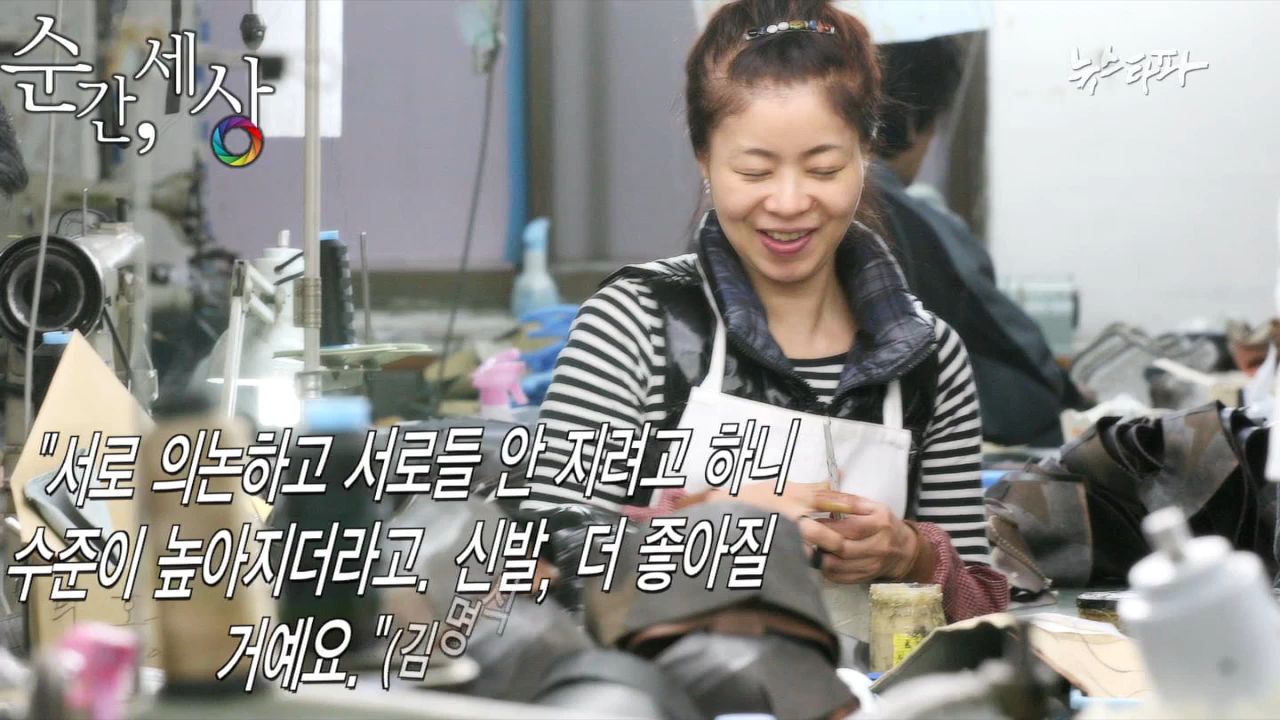 순간, 세상
뉴스타파
"서로 의논하고 서로들 안 지려고 하니
수준이 높아지더라고. 신발, 더 좋아질
거예요."(김명